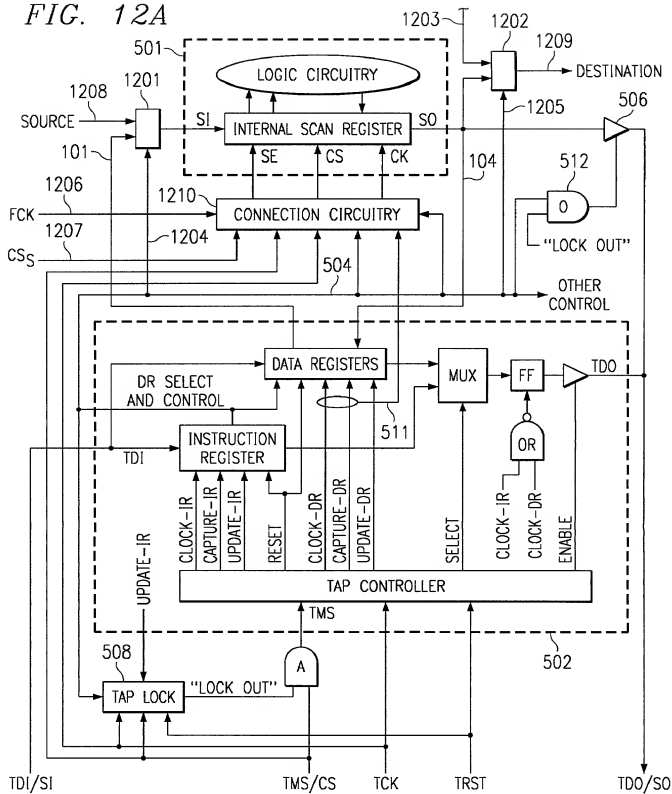 FIG. 12A
1203
1202
501
1209
LOGIC CIRCUITRY
DESTINATION
1208
1201
1205
506
SOURCE
SI
INTERNAL SCAN REGISTER
SO
101
SE
CS
CK
104
512
1206
1210
FCK
CONNECTION CIRCUITRY
O
1207
1204
"LOCK OUT"
CSS
504
OTHER
CONTROL
DATA REGISTERS
MUX
FF
TDO
DR SELECT
AND CONTROL
511
OR
INSTRUCTION
REGISTER
TDI
CLOCK-IR
CAPTURE-IR
UPDATE-IR
RESET
CLOCK-DR
CAPTURE-DR
UPDATE-DR
SELECT
CLOCK-IR
CLOCK-DR
ENABLE
TAP CONTROLLER
UPDATE-IR
TMS
502
508
A
TAP LOCK
"LOCK OUT"
TDI/SI
TMS/CS
TCK
TRST
TDO/SO